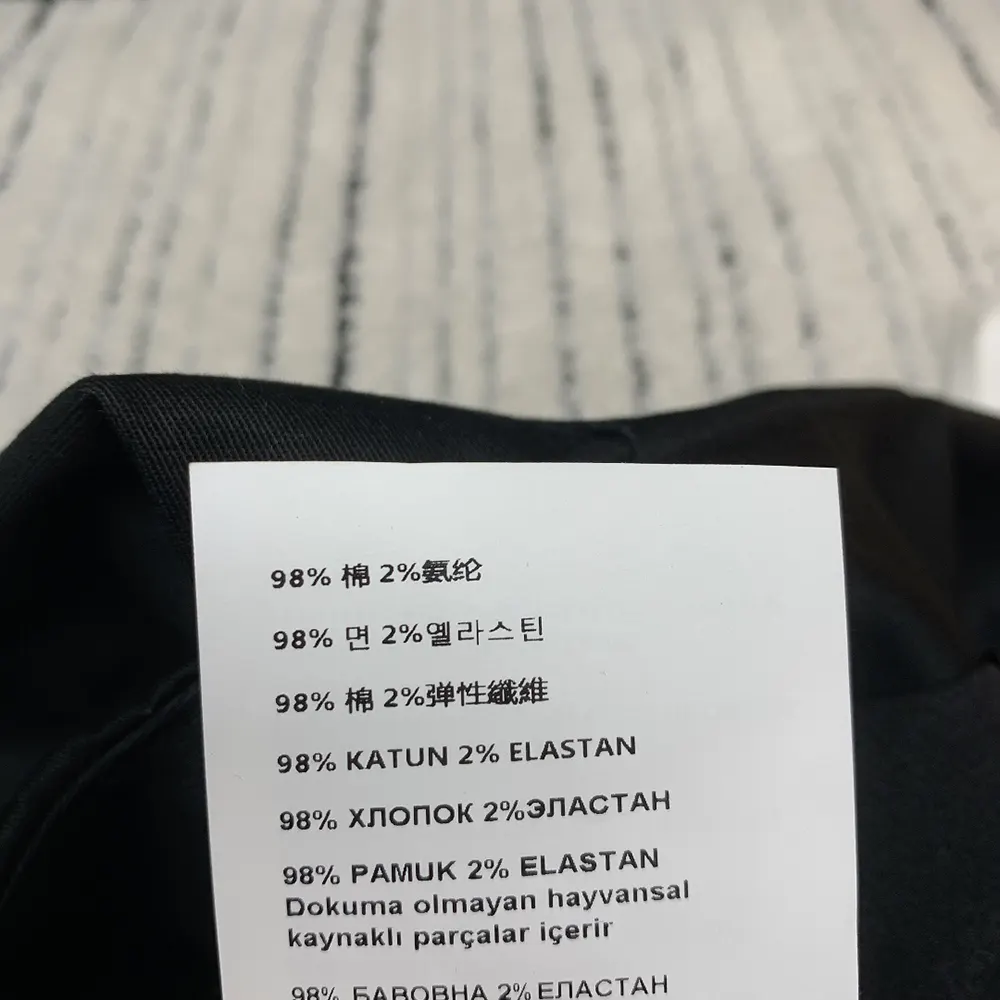 98% 棉 2%氨纶
98% 면 2%옐라스틴
98% 棉 2%弹性纖維
98% KATUN 2% ELASTAN
98% ХЛОПОК 2%ЭЛАСТАН
98% PAMUK 2% ELASTAN
Dokuma olmayan hayvansal
kaynaklı parçalar içerir
98% БАВОВНА 2% ЕЛАСТАН